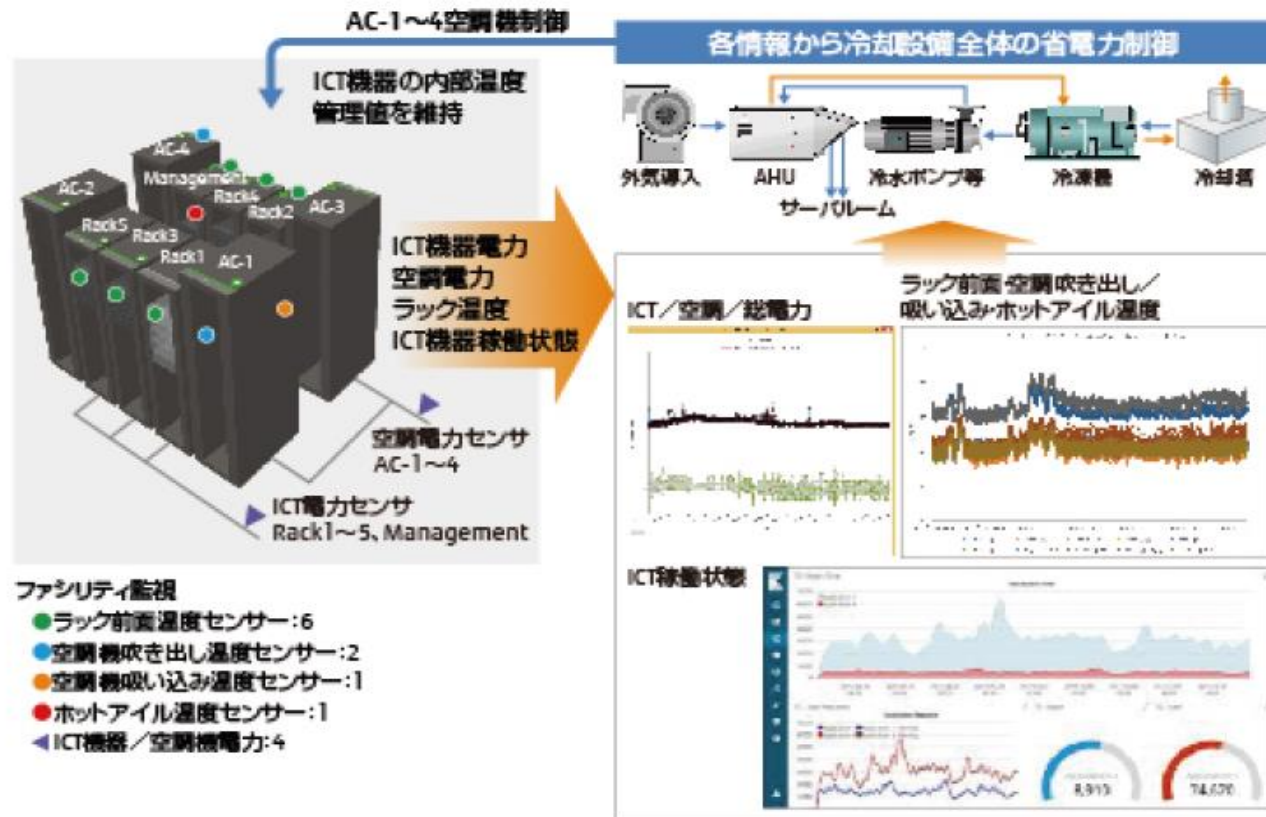 AC-1～4空調機制御
各情報から冷却設備全体の省電力制御
ICT機器の内部温度
管理値を維持
AC-4
Management
Rack4
Rack2
AC-3
AC-2
Rack5
Rack3
Rack1
AC-1
外気導入
AHU
冷水ポンプ等
冷凍機
冷却塔
サーバルーム
ICT機器電力
空調電力
ラック温度
ICT機器稼働状態
空調電力センサ
AC-1～4
ICT電力センサ
Rack1～5、Management
ICT／空調／総電力
ラック前面・空調吹き出し／
吸い込み・ホットアイル温度
ICT稼働状態
8,910
74,670
ファシリティ監視
ラック前面温度センサー：6
空調機吹き出し温度センサー：2
空調機吸い込み温度センサー：1
ホットアイル温度センサー：1
ICT機器／空調機電力：4